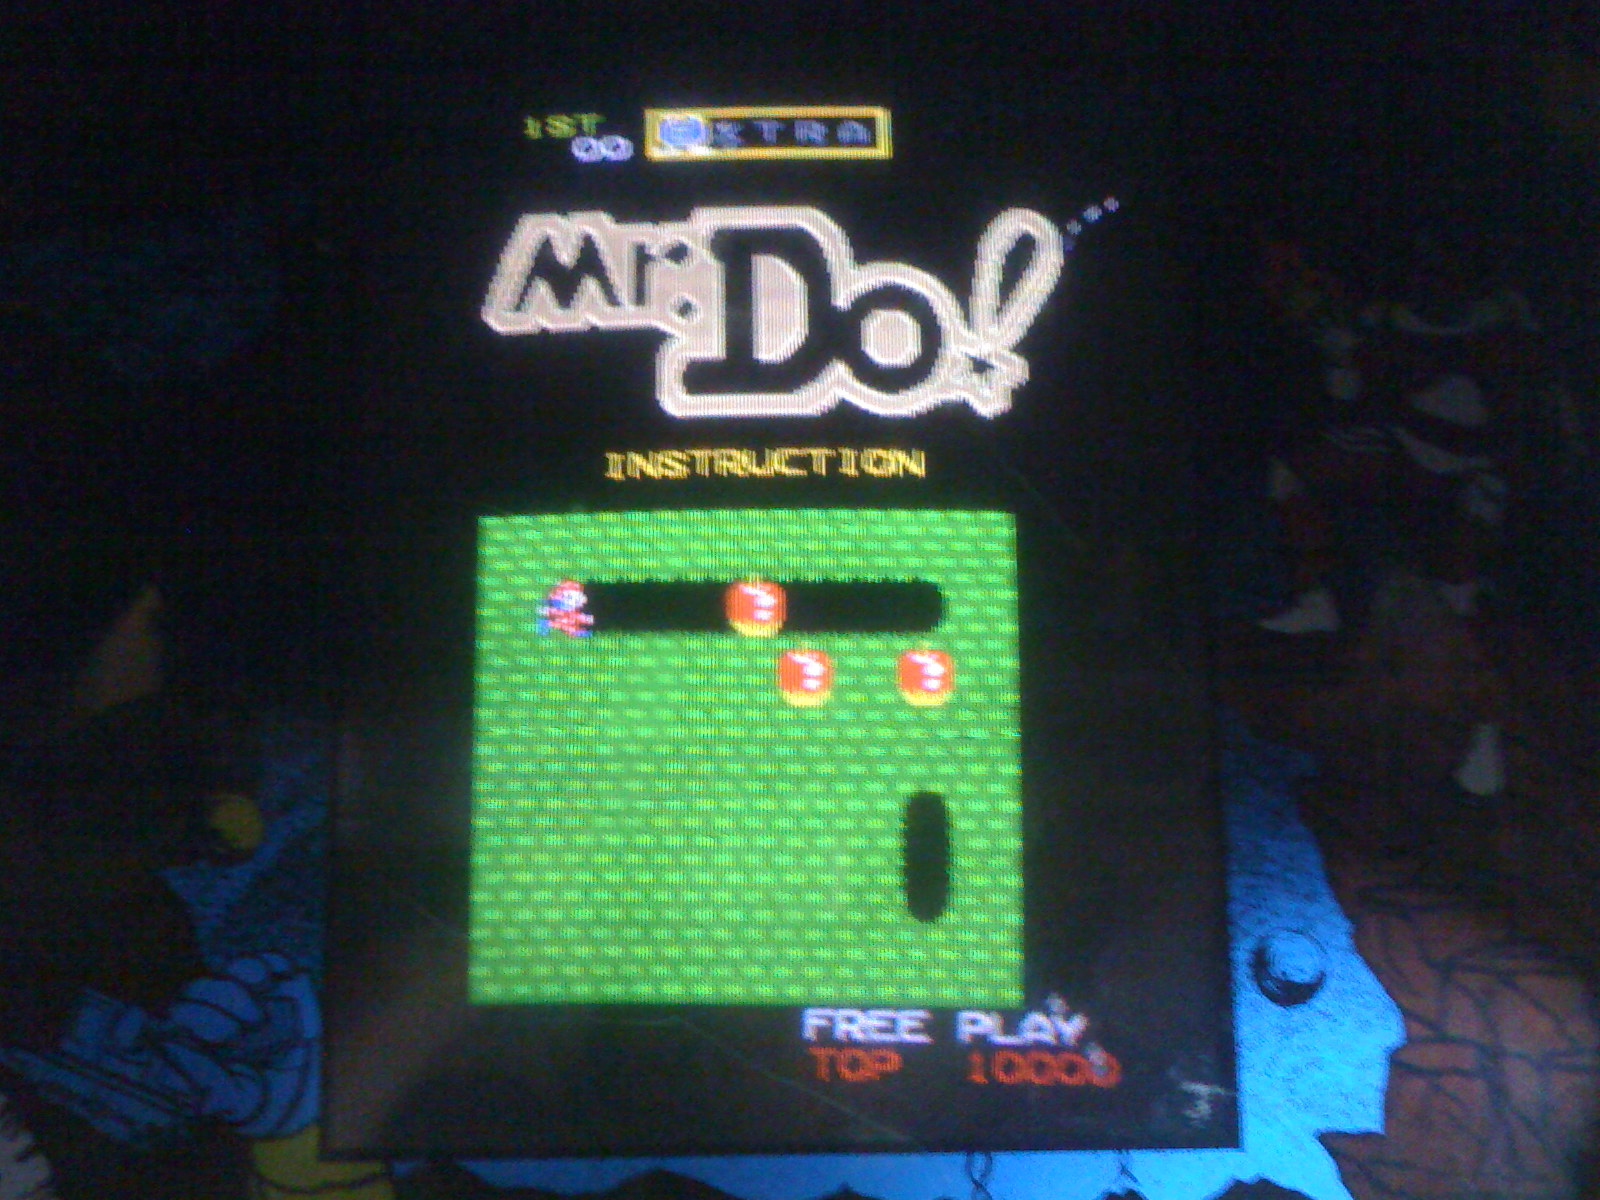 1ST
00
EXTRA
Mr. Do!
INSTRUCTION
FREE PLAY
TOP 10000